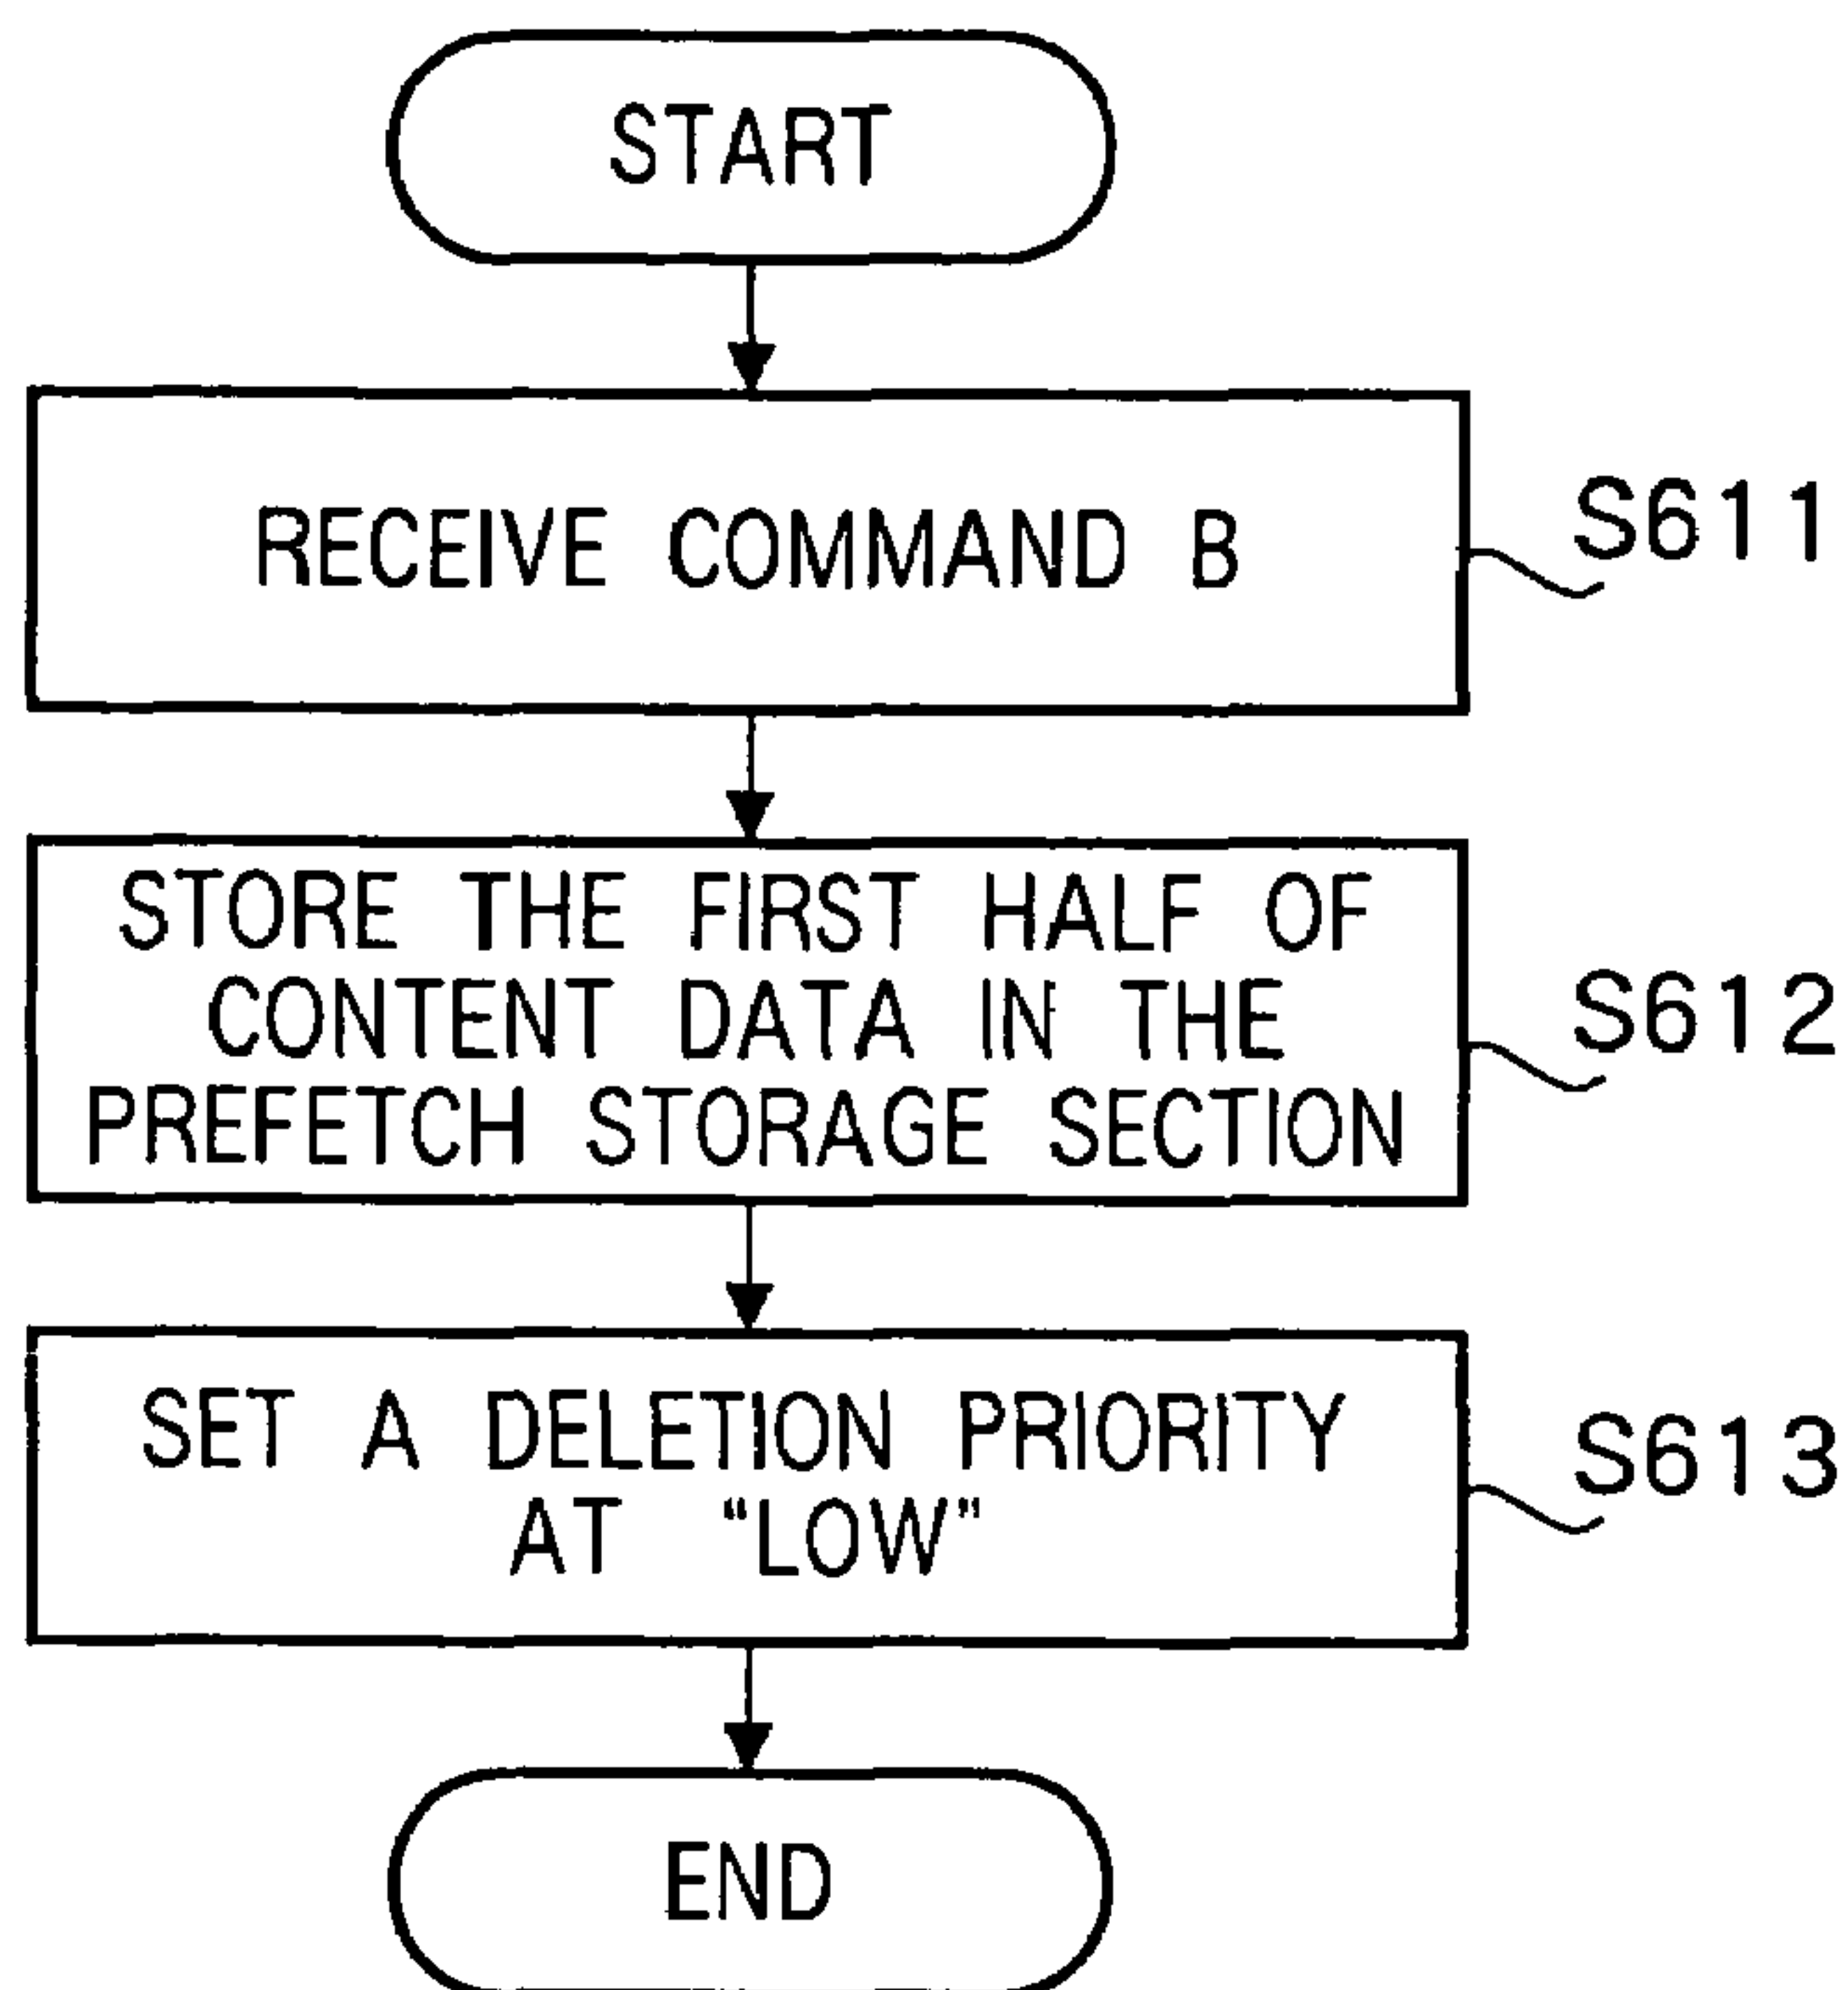 START
RECEIVE COMMAND B
S611
STORE THE FIRST HALF OF
CONTENT DATA IN THE
PREFETCH STORAGE SECTION
S612
SET A DELETION PRIORITY
AT "LOW"
S613
END